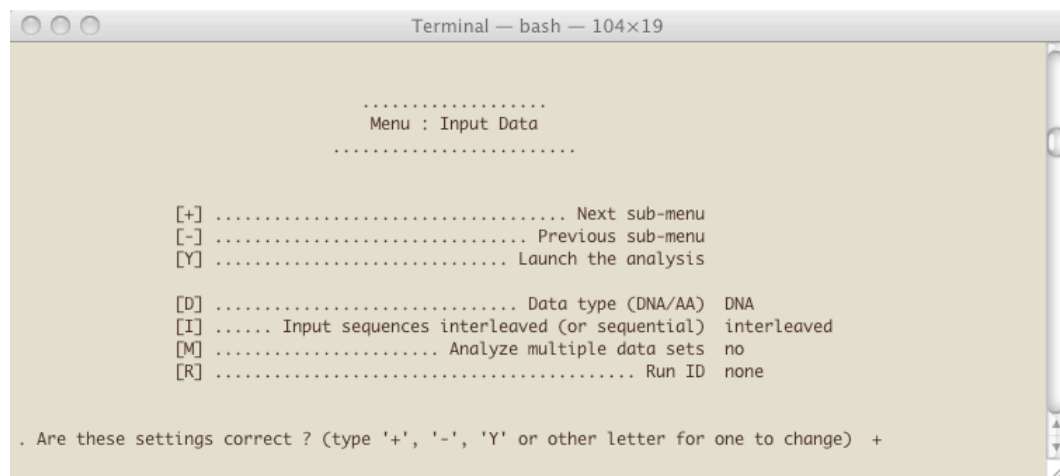 Terminal — bash — 104×19
...................
Menu : Input Data
.........................
[+] .................................... Next sub-menu
[-] ................................ Previous sub-menu
[Y] .............................. Launch the analysis
[D] ............................... Data type (DNA/AA) DNA
[I] ...... Input sequences interleaved (or sequential) interleaved
[M] ....................... Analyze multiple data sets no
[R] ........................................... Run ID none
. Are these settings correct ? (type '+', '-', 'Y' or other letter for one to change) +